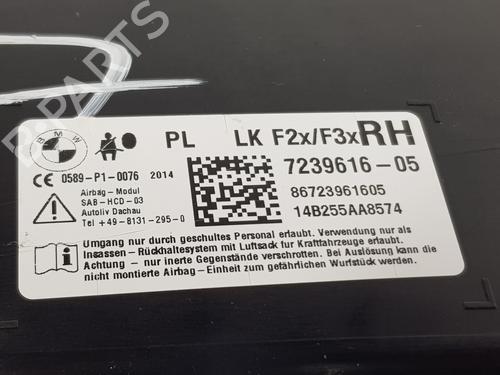 B-PARTS
BMW
PL LK F2x/F3x RH
CE 0589-P1-0076 2014
7239616-05
Airbag-Modul
SAB-HCD-03
Autoliv Dachau
Tel +49-8131-295-0
86723961605
14B255AA8574
Umgang nur durch geschultes Personal erlaubt. Verwendung nur als
Insassen - Rückhaltesystem mit Luftsack für Kraftfahrzeuge erlaubt.
Achtung - nur inerte Gegenstände verschrotten. Bei Auslösung kann die
nicht montierte Airbag-Einheit zum gefährlichen Wurfstück werden.